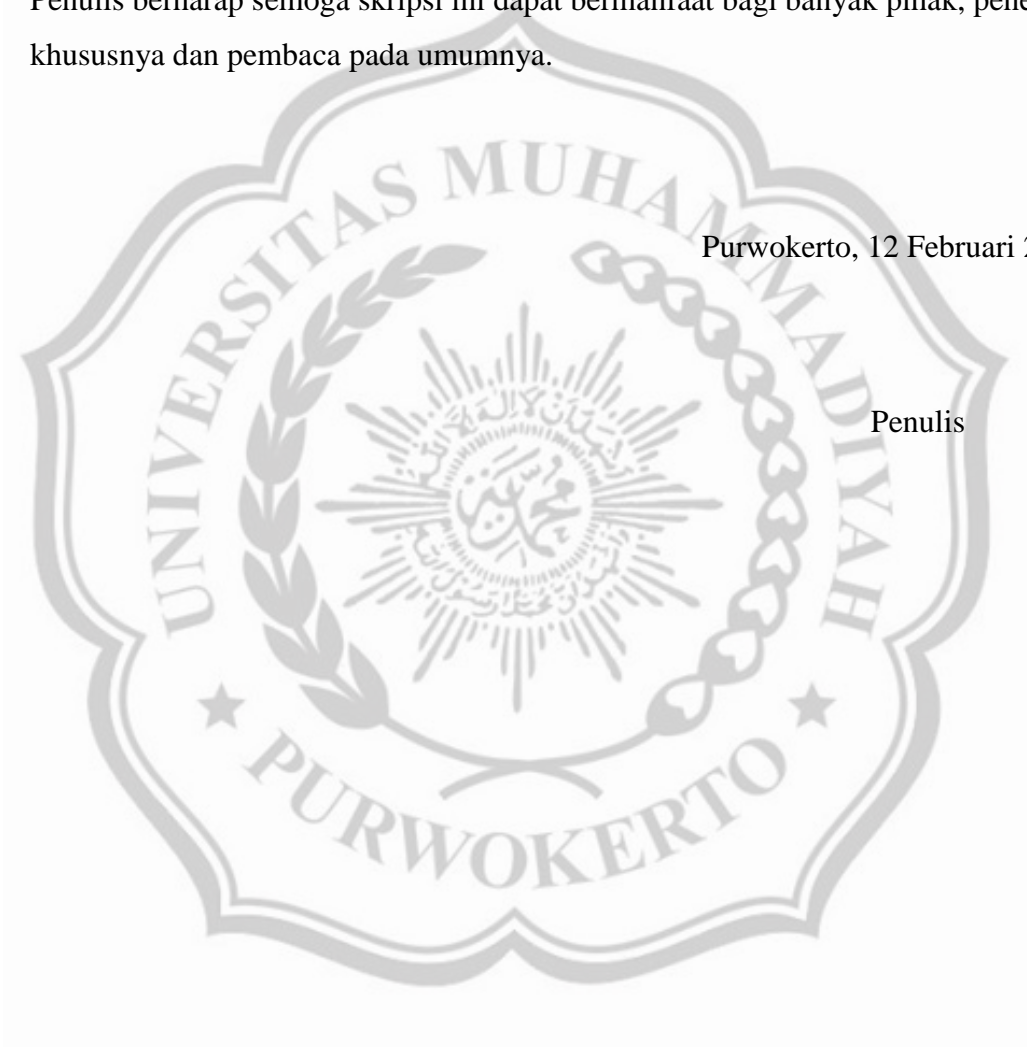 Penulis berharap semoga skripsi ini dapat bermanfaat bagi banyak pihak,
khususnya dan pembaca pada umumnya.
UNIVERSITAS MUHAMMADIYAH
Purwokerto, 12 Februari
Penulis
PURWOKERTO